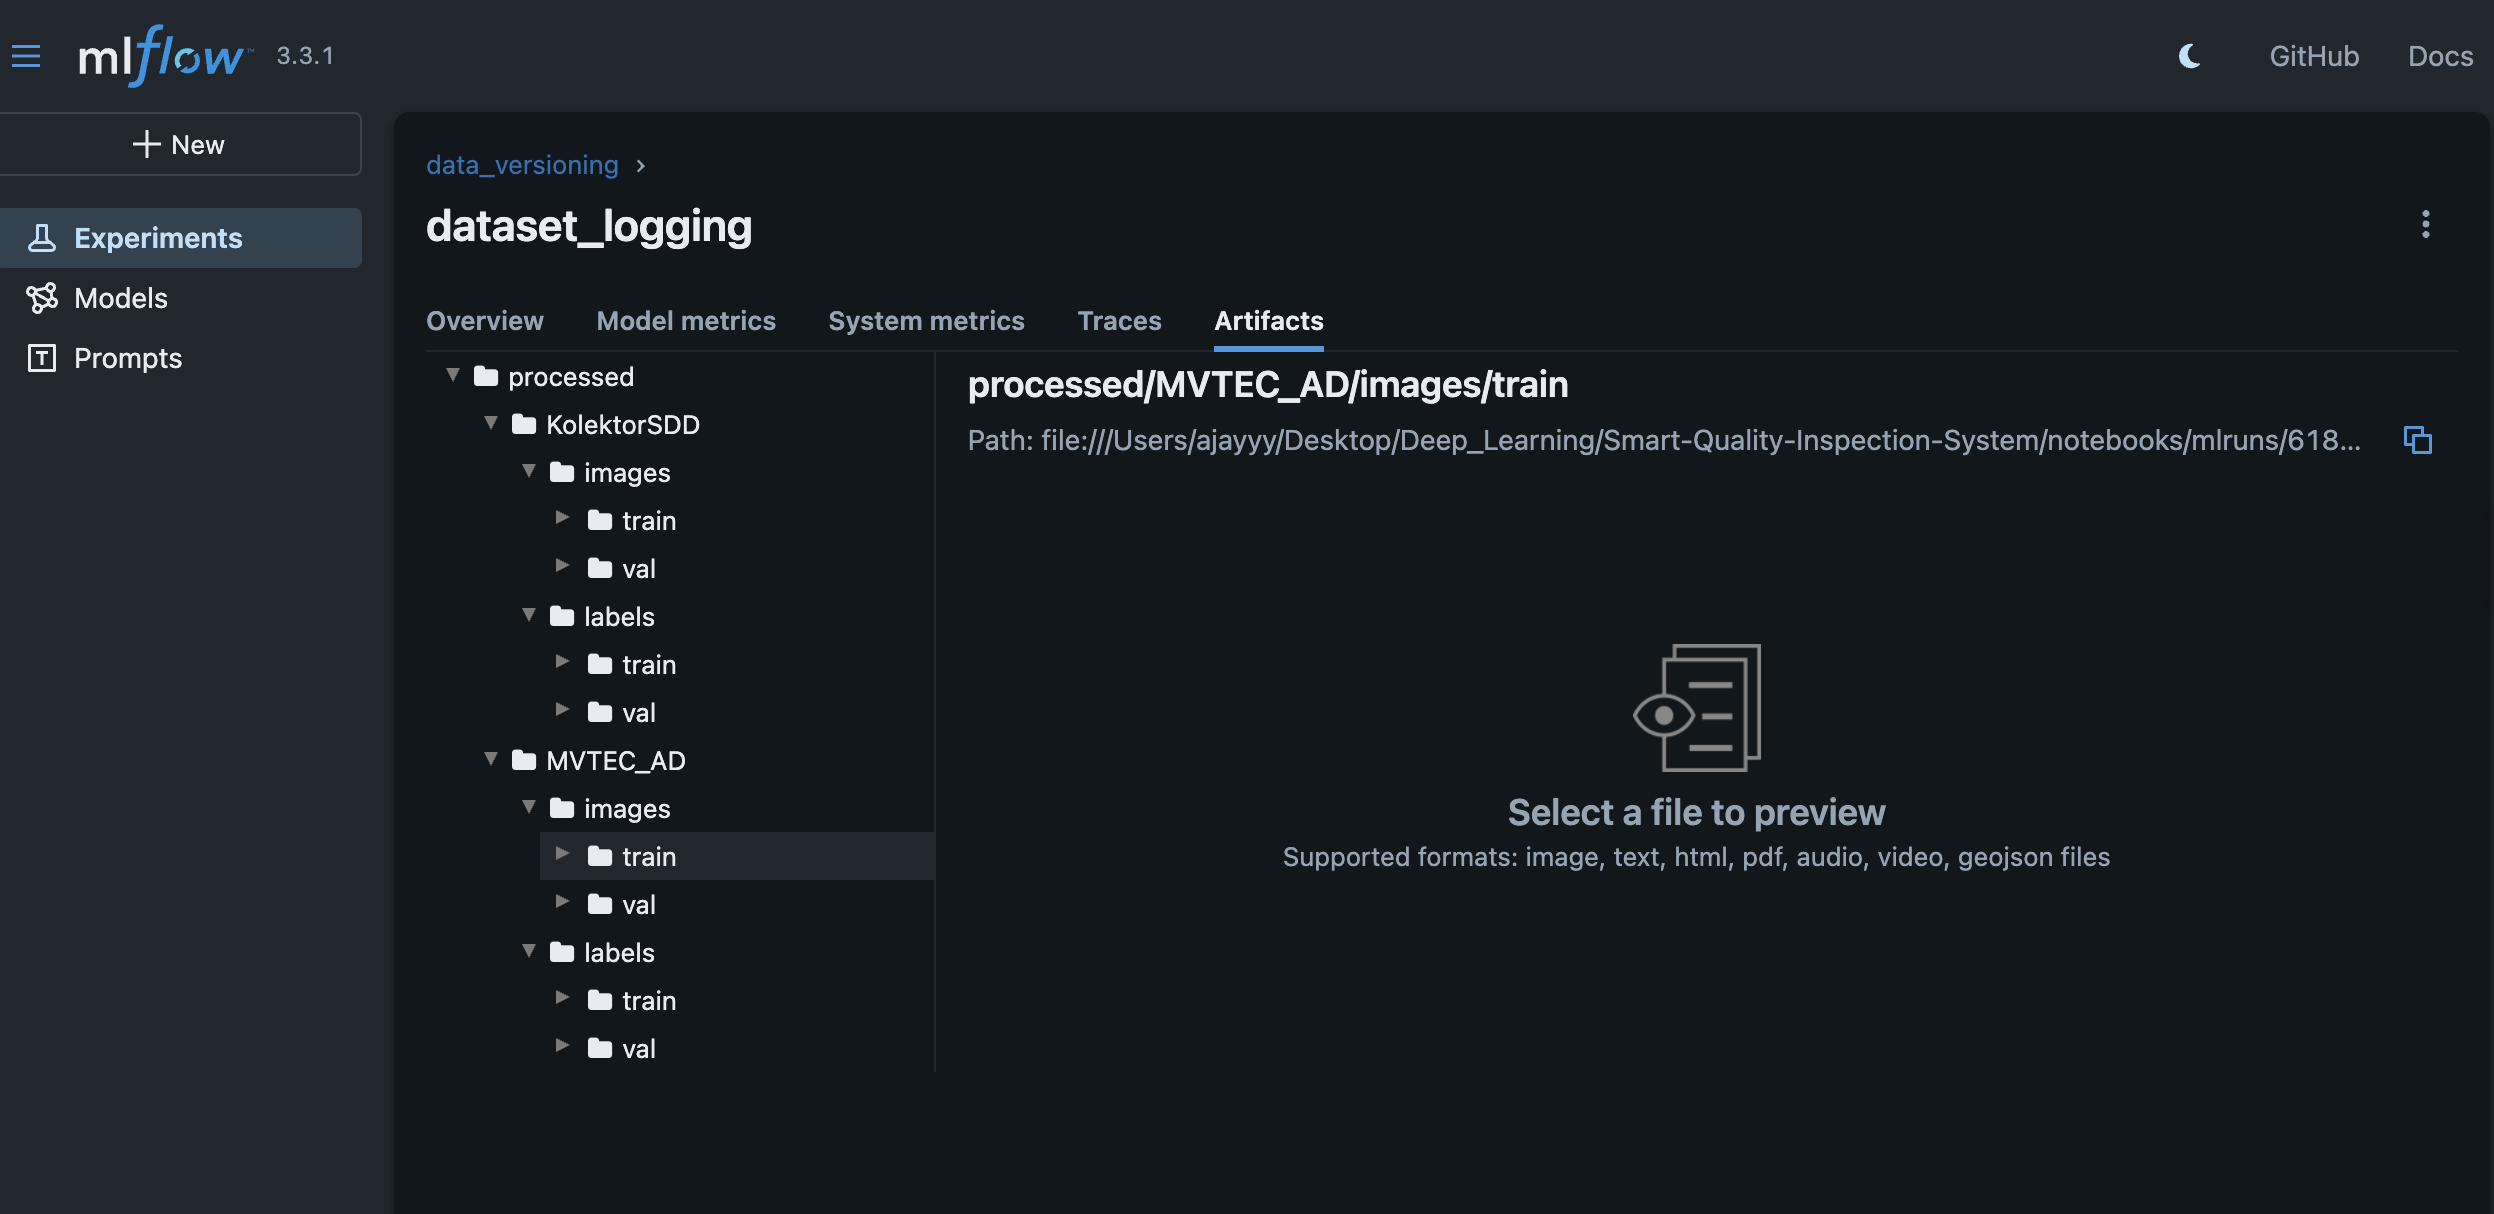 mlflow™ 3.3.1
GitHub Docs
New
Experiments
Models
Prompts
data_versioning
dataset_logging
Overview Model metrics System metrics Traces Artifacts
processed
KolektorSDD
images
train
val
labels
train
val
MVTEC_AD
images
train
val
labels
train
val
processed/MVTEC_AD/images/train
Path: file:///Users/ajayyy/Desktop/Deep_Learning/Smart-Quality-Inspection-System/notebooks/mlruns/618...
Select a file to preview
Supported formats: image, text, html, pdf, audio, video, geojson files